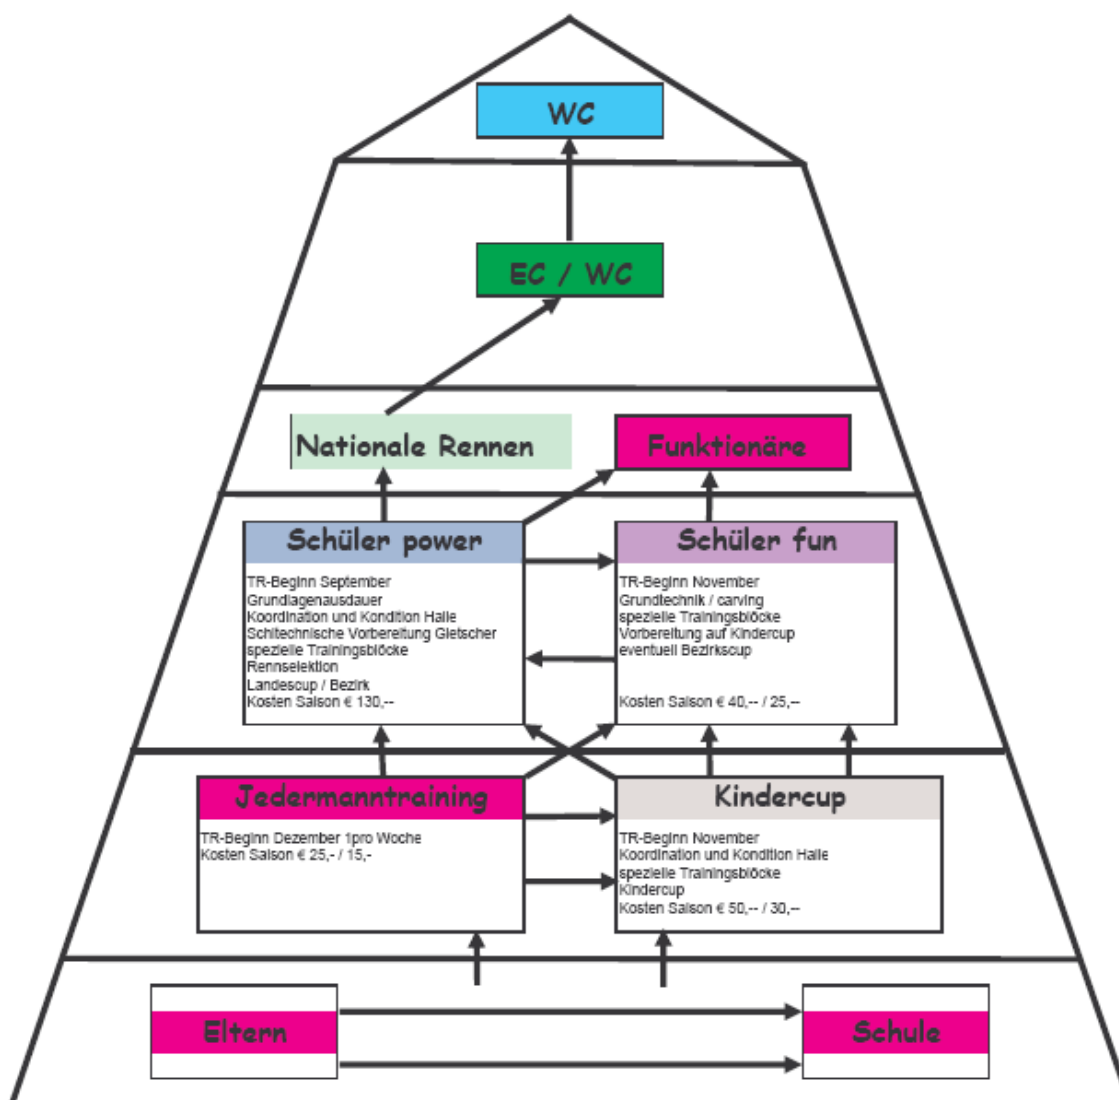 WC
EC / WC
Nationale Rennen
Funktionäre
Schüler power
TR-Beginn September
Grundlagenausdauer
Koordination und Kondition Halle
Schitechnische Vorbereitung Gletscher
spezielle Trainingsblöcke
Rennselektion
Landescup / Bezirk
Kosten Saison € 130,--
Schüler fun
TR-Beginn November
Grundtechnik / carving
spezielle Trainingsblöcke
Vorbereitung auf Kindercup
eventuell Bezirkscup
Kosten Saison € 40,-- / 25,--
Jedermanntraining
TR-Beginn Dezember 1pro Woche
Kosten Saison € 25,- / 15,-
Kindercup
TR-Beginn November
Koordination und Kondition Halle
spezielle Trainingsblöcke
Kindercup
Kosten Saison € 50,-- / 30,--
Eltern
Schule